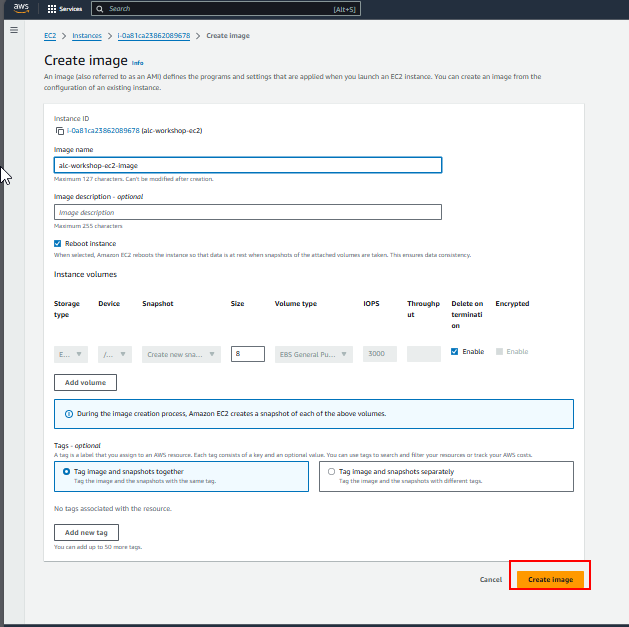 aws
Services
Search
[Alt+S]
EC2 > Instances > i-0a81ca23862089678 > Create image
Create image Info
An image (also referred to as an AMI) defines the programs and settings that are applied when you launch an EC2 instance. You can create an image from the
configuration of an existing instance.
Instance ID
i-0a81ca23862089678 (alc-workshop-ec2)
Image name
alc-workshop-ec2-image
Maximum 127 characters. Can't be modified after creation.
Image description - optional
Image description
Maximum 255 characters
Reboot instance
When selected, Amazon EC2 reboots the instance so that data is at rest when snapshots of the attached volumes are taken. This ensures data consistency.
Instance volumes
Storage Device Snapshot Size Volume type IOPS Throughp Delete on Encrypted
type ut terminati
on
E... /... Create new sna... 8 EBS General Pu... 3000 Enable Enable
Add volume
During the image creation process, Amazon EC2 creates a snapshot of each of the above volumes.
Tags - optional
A tag is a label that you assign to an AWS resource. Each tag consists of a key and an optional value. You can use tags to search and filter your resources or track your AWS costs.
Tag image and snapshots together
Tag the image and the snapshots with the same tag.
Tag image and snapshots separately
Tag the image and the snapshots with different tags.
No tags associated with the resource.
Add new tag
You can add up to 50 more tags.
Cancel
Create image